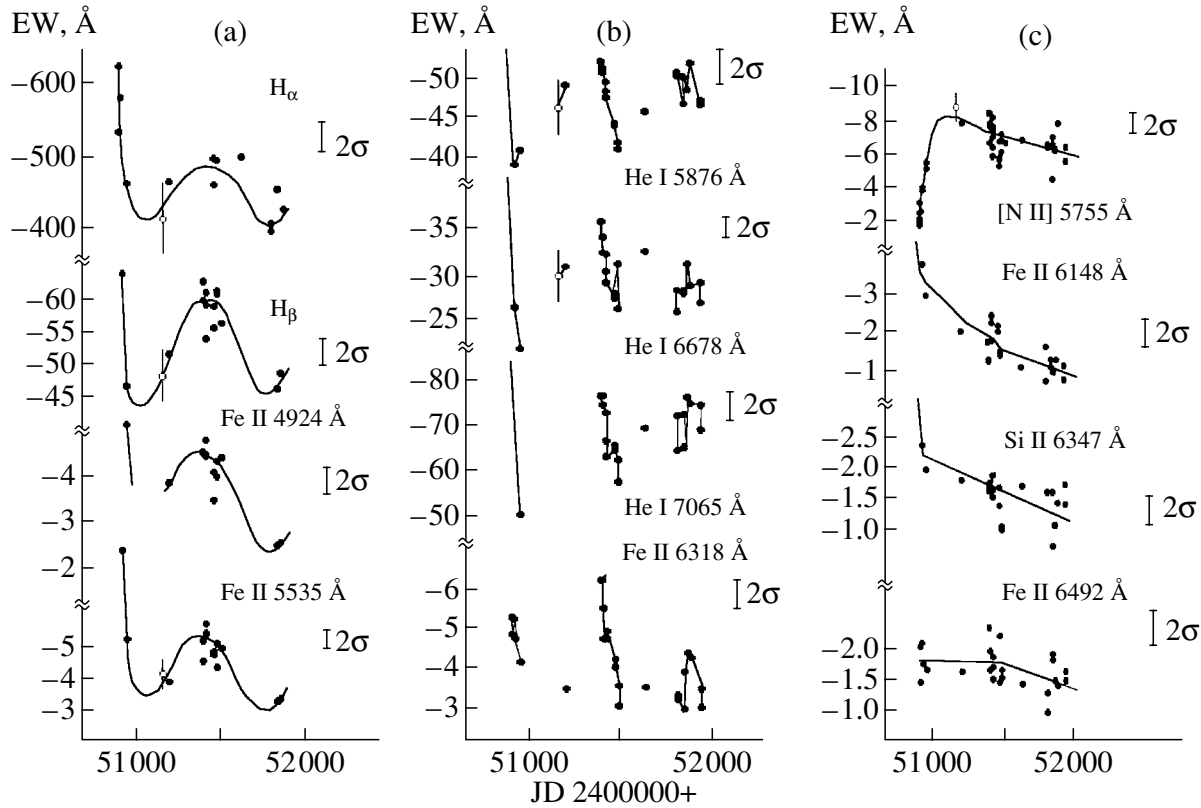 EW, Å
(a)
−600
Hα
2σ
−500
−400
−60
Hβ
−55
2σ
−50
−45
Fe II 4924 Å
−4
2σ
−3
−2
Fe II 5535 Å
−5
2σ
−4
−3
51000
52000
EW, Å
(b)
2σ
−50
−45
−40
He I 5876 Å
−35
2σ
−30
−25
He I 6678 Å
−80
2σ
−70
−60
He I 7065 Å
−50
Fe II 6318 Å
−6
2σ
−5
−4
−3
51000
52000
JD 2400000+
EW, Å
(c)
−10
−8
2σ
−6
−4
[N II] 5755 Å
−2
Fe II 6148 Å
−3
−2
2σ
−1
Si II 6347 Å
−2.5
−2.0
−1.5
2σ
−1.0
Fe II 6492 Å
2σ
−2.0
−1.5
−1.0
51000
52000